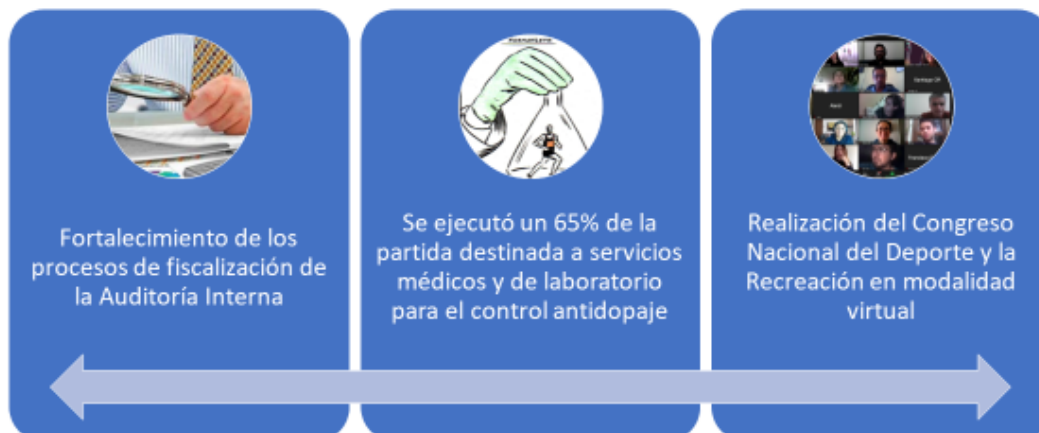 Fortalecimiento de los
procesos de fiscalización de
la Auditoría Interna
Se ejecutó un 65% de la
partida destinada a servicios
médicos y de laboratorio
para el control antidopaje
Realización del Congreso
Nacional del Deporte y la
Recreación en modalidad
virtual